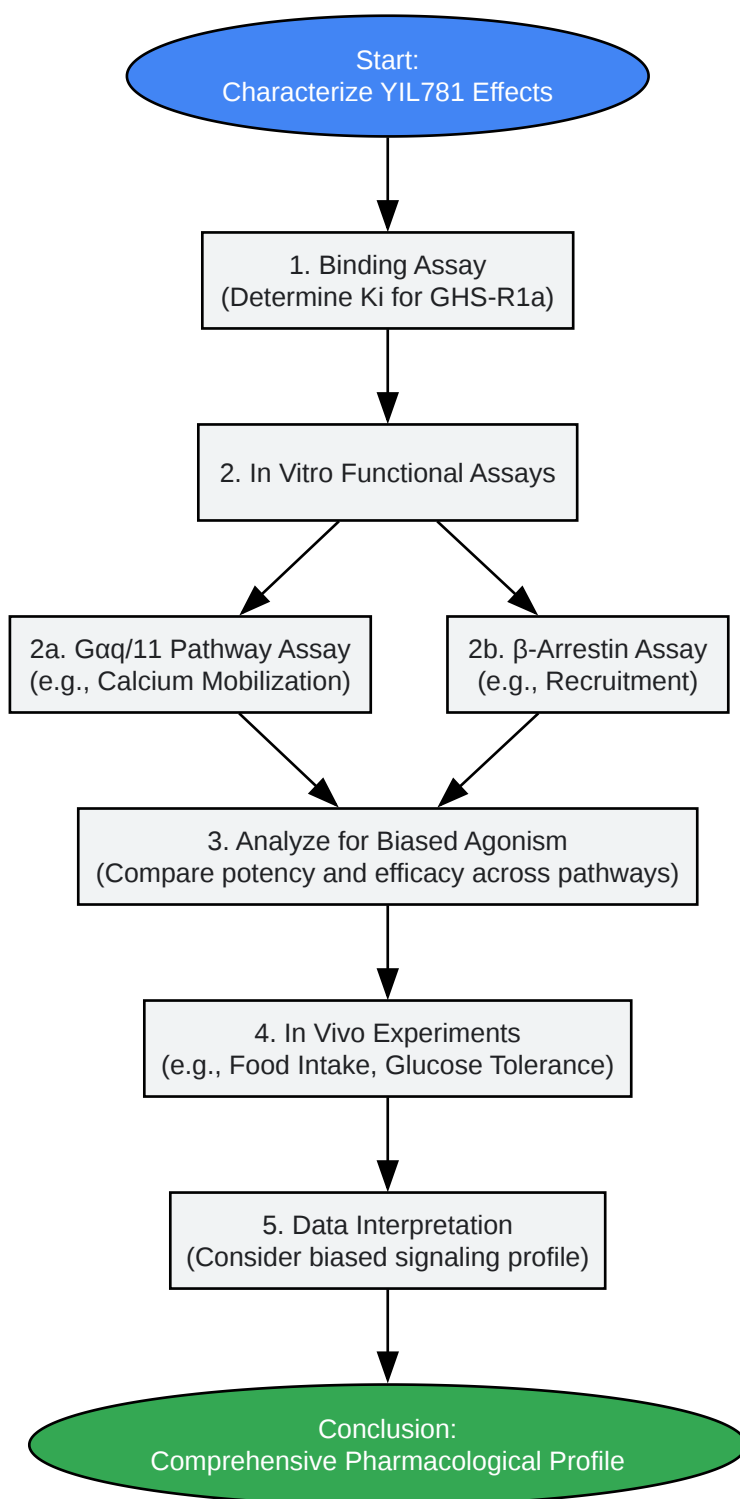 Start:
Characterize YIL781 Effects
1. Binding Assay
(Determine Ki for GHS-R1a)
2. In Vitro Functional Assays
2a. Gαq/11 Pathway Assay
(e.g., Calcium Mobilization)
2b. β-Arrestin Assay
(e.g., Recruitment)
3. Analyze for Biased Agonism
(Compare potency and efficacy across pathways)
4. In Vivo Experiments
(e.g., Food Intake, Glucose Tolerance)
5. Data Interpretation
(Consider biased signaling profile)
Conclusion:
Comprehensive Pharmacological Profile